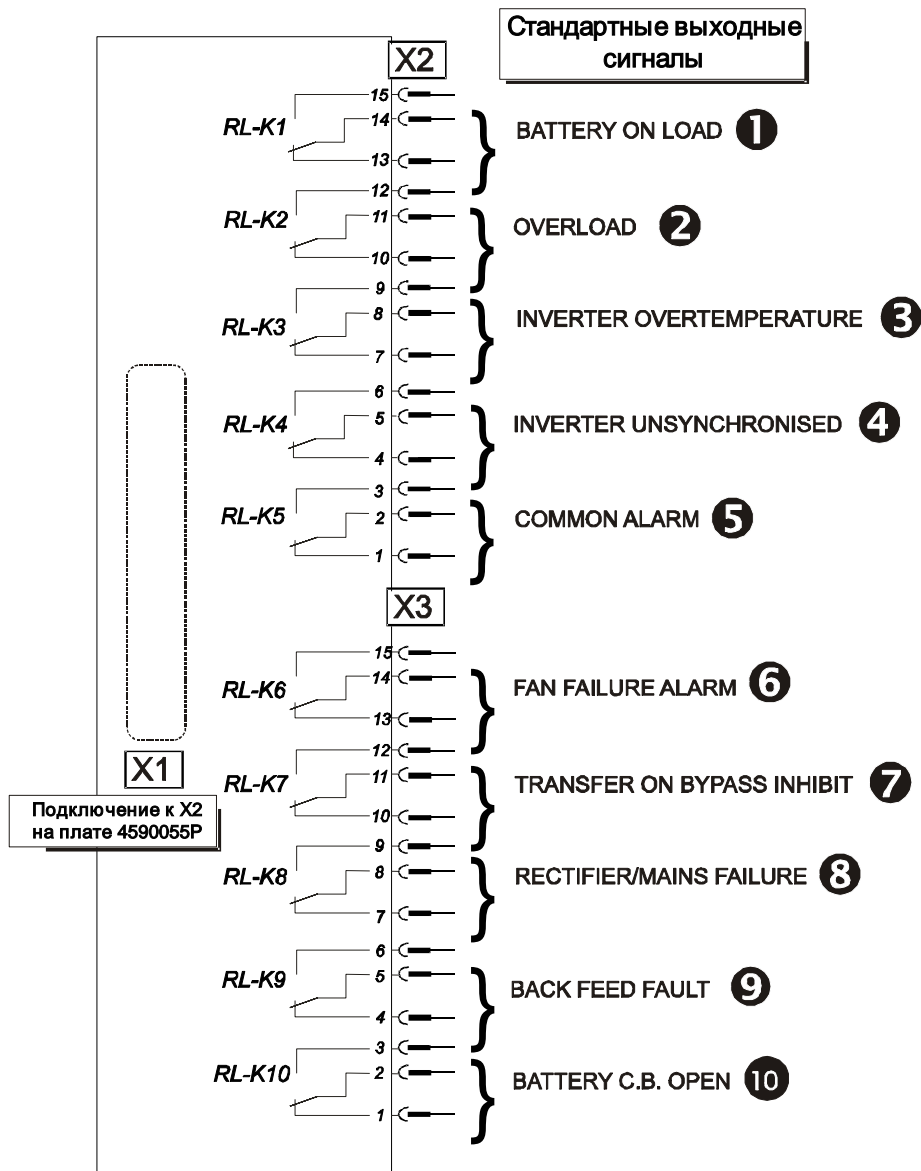 Стандартные выходные
сигналы
X2
15
RL-K1
14
BATTERY ON LOAD 1
13
12
RL-K2
11
OVERLOAD 2
10
9
RL-K3
8
INVERTER OVERTEMPERATURE 3
7
6
RL-K4
5
INVERTER UNSYNCHRONISED 4
4
3
RL-K5
2
COMMON ALARM 5
1
X3
15
RL-K6
14
FAN FAILURE ALARM 6
13
12
RL-K7
11
TRANSFER ON BYPASS INHIBIT 7
10
X1
Подключение к X2
на плате 4590055P
9
RL-K8
8
RECTIFIER/MAINS FAILURE 8
7
6
RL-K9
5
BACK FEED FAULT 9
4
3
RL-K10
2
BATTERY C.B. OPEN 10
1